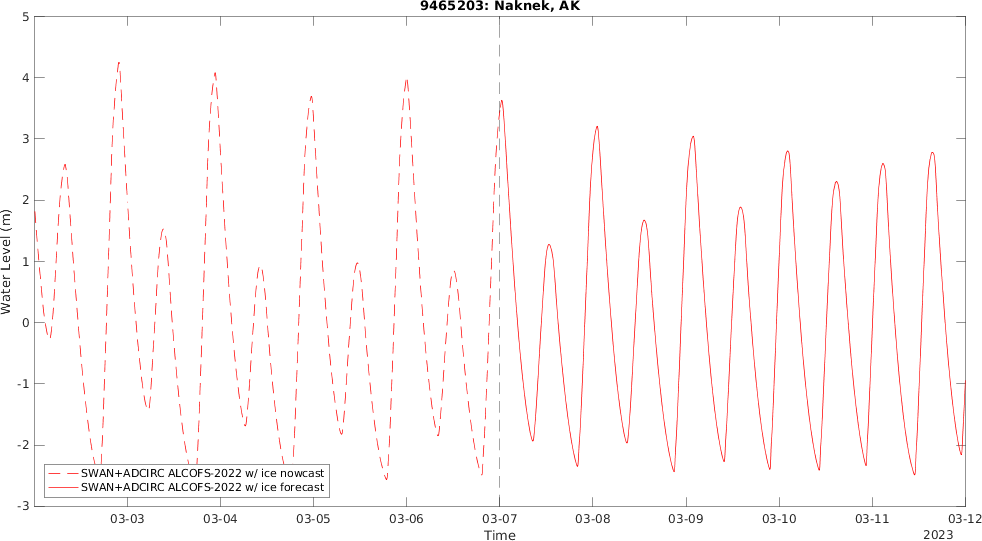 9465203: Naknek, AK
5
4
3
2
1
0
-1
-2
-3
Water Level (m)
SWAN+ADCIRC ALCOFS-2022 w/ ice nowcast
SWAN+ADCIRC ALCOFS-2022 w/ ice forecast
03-03 03-04 03-05 03-06 03-07 03-08 03-09 03-10 03-11 03-12
Time
2023